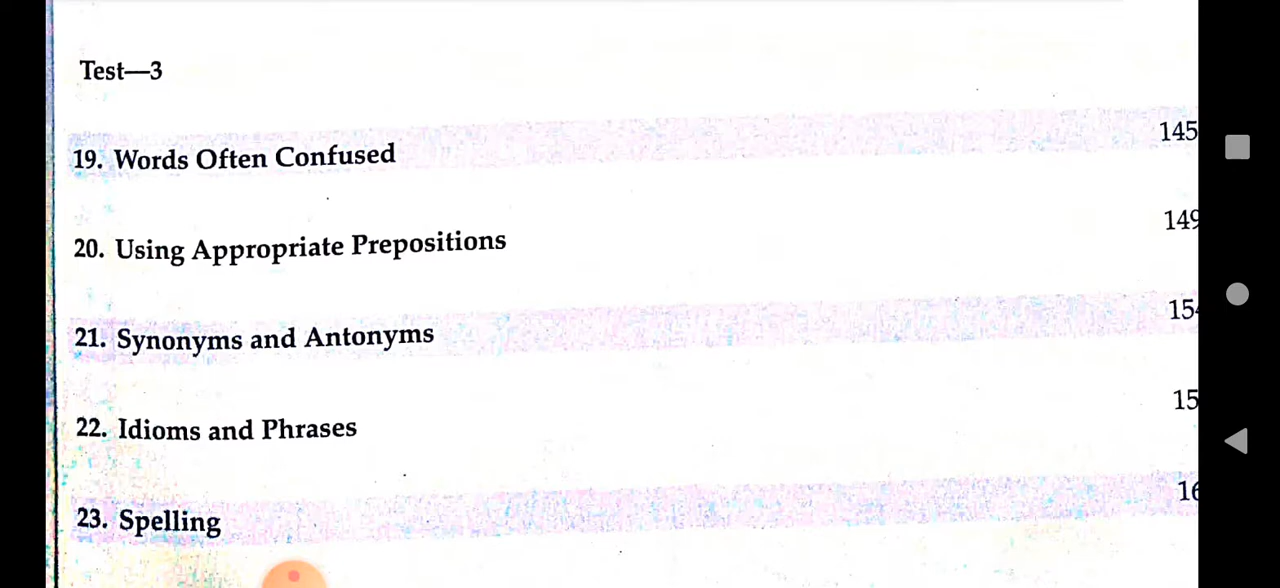 Test—3
19. Words Often Confused 145
20. Using Appropriate Prepositions 149
21. Synonyms and Antonyms
22. Idioms and Phrases
23. Spelling